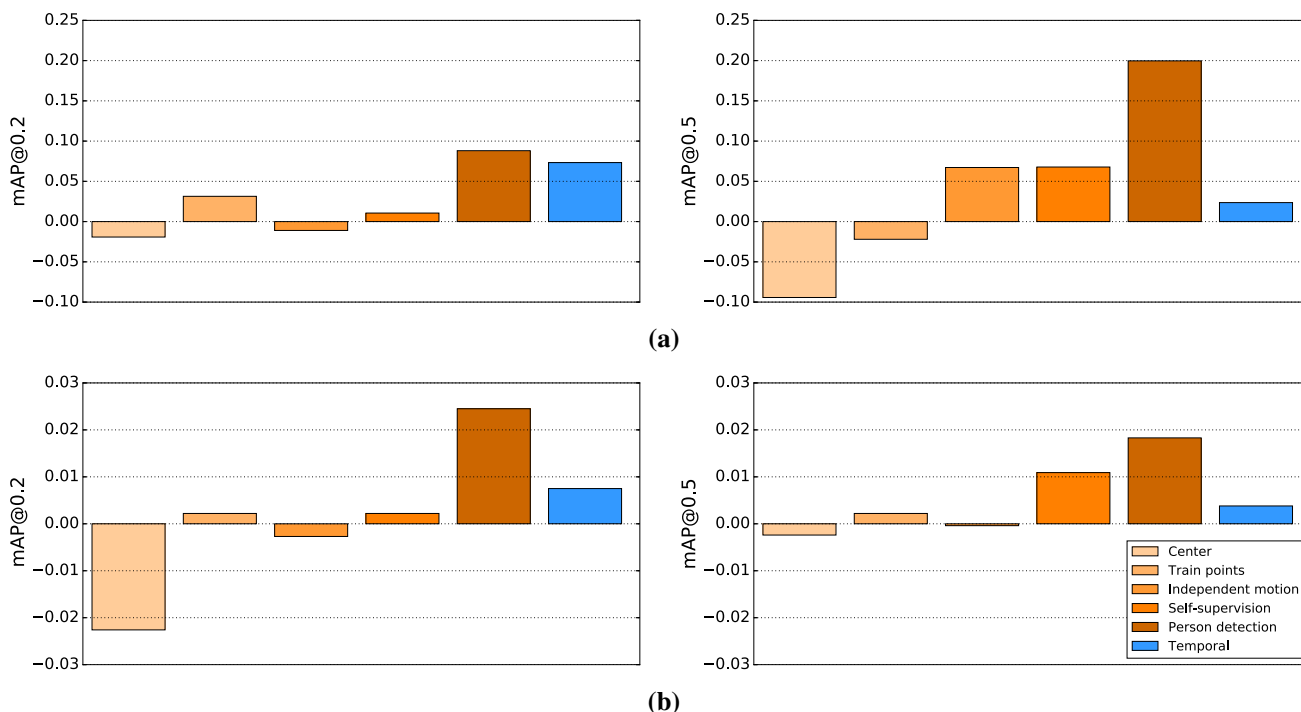 0.25
0.20
0.15
0.10
0.05
0.00
−0.05
−0.10
mAP@0.2
0.25
0.20
0.15
0.10
0.05
0.00
−0.05
−0.10
mAP@0.5
(a)
0.03
0.02
0.01
0.00
−0.01
−0.02
−0.03
mAP@0.2
0.03
0.02
0.01
0.00
−0.01
−0.02
−0.03
mAP@0.5
Center
Train points
Independent motion
Self-supervision
Person detection
Temporal
(b)